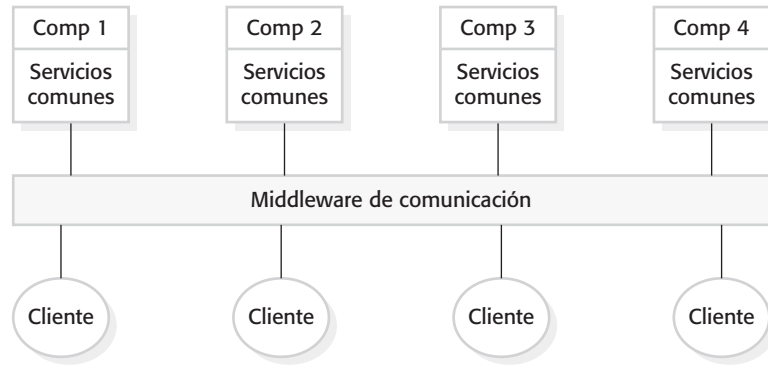 Comp 1
Servicios
comunes
Comp 2
Servicios
comunes
Comp 3
Servicios
comunes
Comp 4
Servicios
comunes
Middleware de comunicación
Cliente
Cliente
Cliente
Cliente